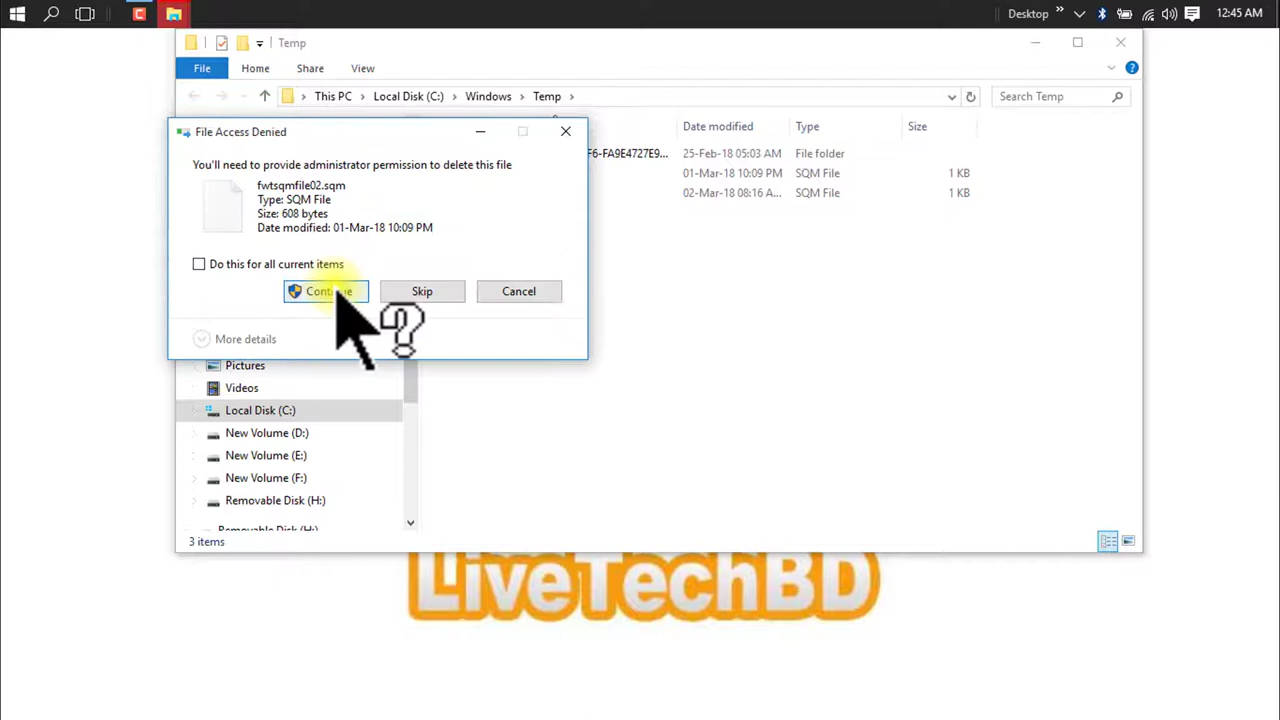 Desktop
12:45 AM
Temp
File
Home
Share
View
This PC
Local Disk (C:)
Windows
Temp
Search Temp
Date modified
Type
Size
F6-FA9E4727E9...
25-Feb-18 05:03 AM
File folder
01-Mar-18 10:09 PM
SQM File
1 KB
02-Mar-18 08:16 A...
SQM File
1 KB
File Access Denied
You'll need to provide administrator permission to delete this file
fwtsqmfile02.sqm
Type: SQM File
Size: 608 bytes
Date modified: 01-Mar-18 10:09 PM
Do this for all current items
Continue
Skip
Cancel
More details
Pictures
Videos
Local Disk (C:)
New Volume (D:)
New Volume (E:)
New Volume (F:)
Removable Disk (H:)
Removable Disk (H:)
3 items
LiveTechBD